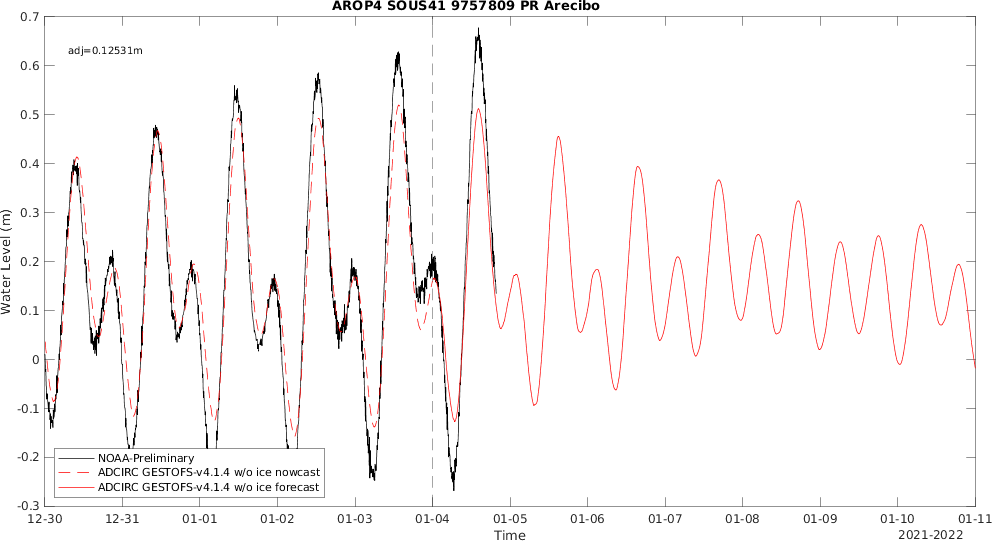 AROP4 SOUS41 9757809 PR Arecibo
0.7
adj=0.12531m
0.6
0.5
0.4
0.3
0.2
0.1
0
-0.1
-0.2
-0.3
Water Level (m)
NOAA-Preliminary
ADCIRC GESTOFS-v4.1.4 w/o ice nowcast
ADCIRC GESTOFS-v4.1.4 w/o ice forecast
12-30 12-31 01-01 01-02 01-03 01-04 01-05 01-06 01-07 01-08 01-09 01-10 01-11
Time
2021-2022